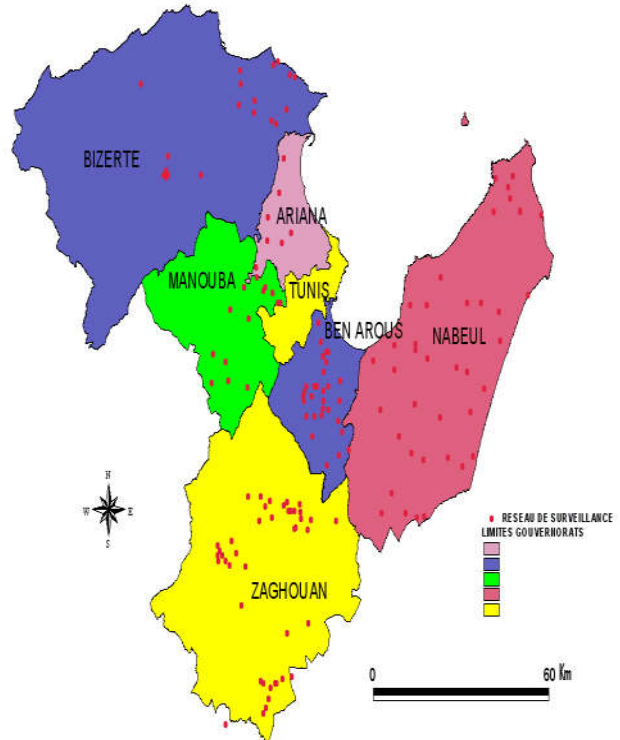 BIZERTE
ARIANA
MANOUBA
TUNIS
BEN AROUS
NABEUL
N
W E
S
RESEAU DE SURVEILLANCE
LIMITES GOUVERNORATS
ZAGHOUAN
0 60 Km